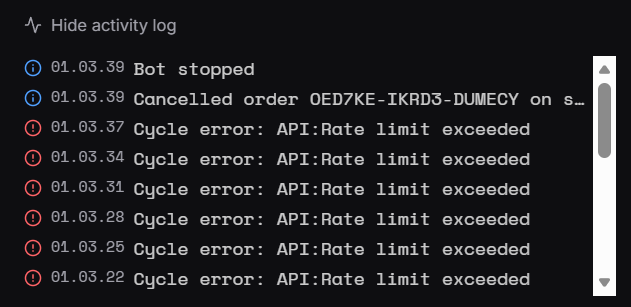 Hide activity log
01.03.39 Bot stopped
01.03.39 Cancelled order OED7KE-IKRD3-DUMECY on s…
01.03.37 Cycle error: API:Rate limit exceeded
01.03.34 Cycle error: API:Rate limit exceeded
01.03.31 Cycle error: API:Rate limit exceeded
01.03.28 Cycle error: API:Rate limit exceeded
01.03.25 Cycle error: API:Rate limit exceeded
01.03.22 Cycle error: API:Rate limit exceeded